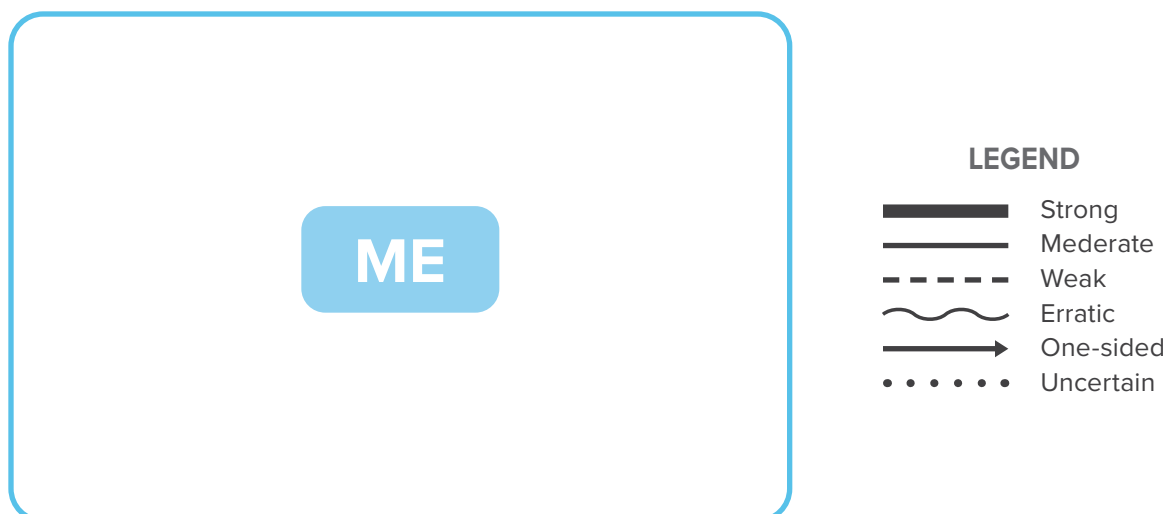 ME
LEGEND
Strong
Mederate
Weak
Erratic
One-sided
Uncertain